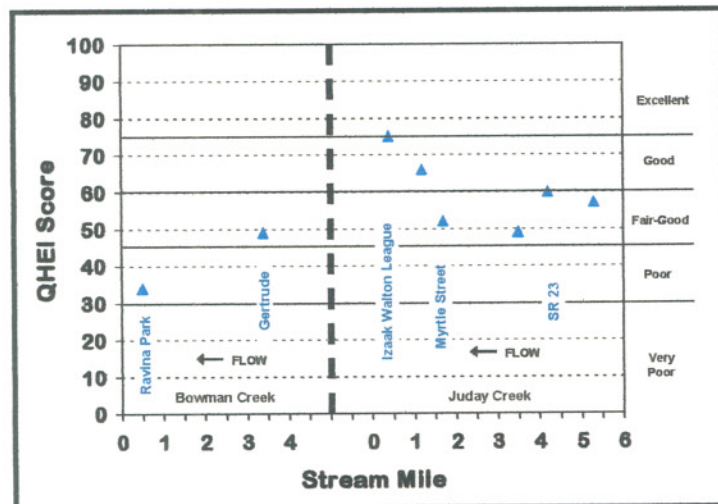 QHEI Score
100
90
80
70
60
50
40
30
20
10
0
Excellent
Good
Fair-Good
Poor
Very
Poor
Ravina Park
Gertrude
Izaak Walton League
Myrtle Street
SR 23
FLOW
FLOW
Bowman Creek
Juday Creek
0 1 2 3 4 0 1 2 3 4 5 6
Stream Mile